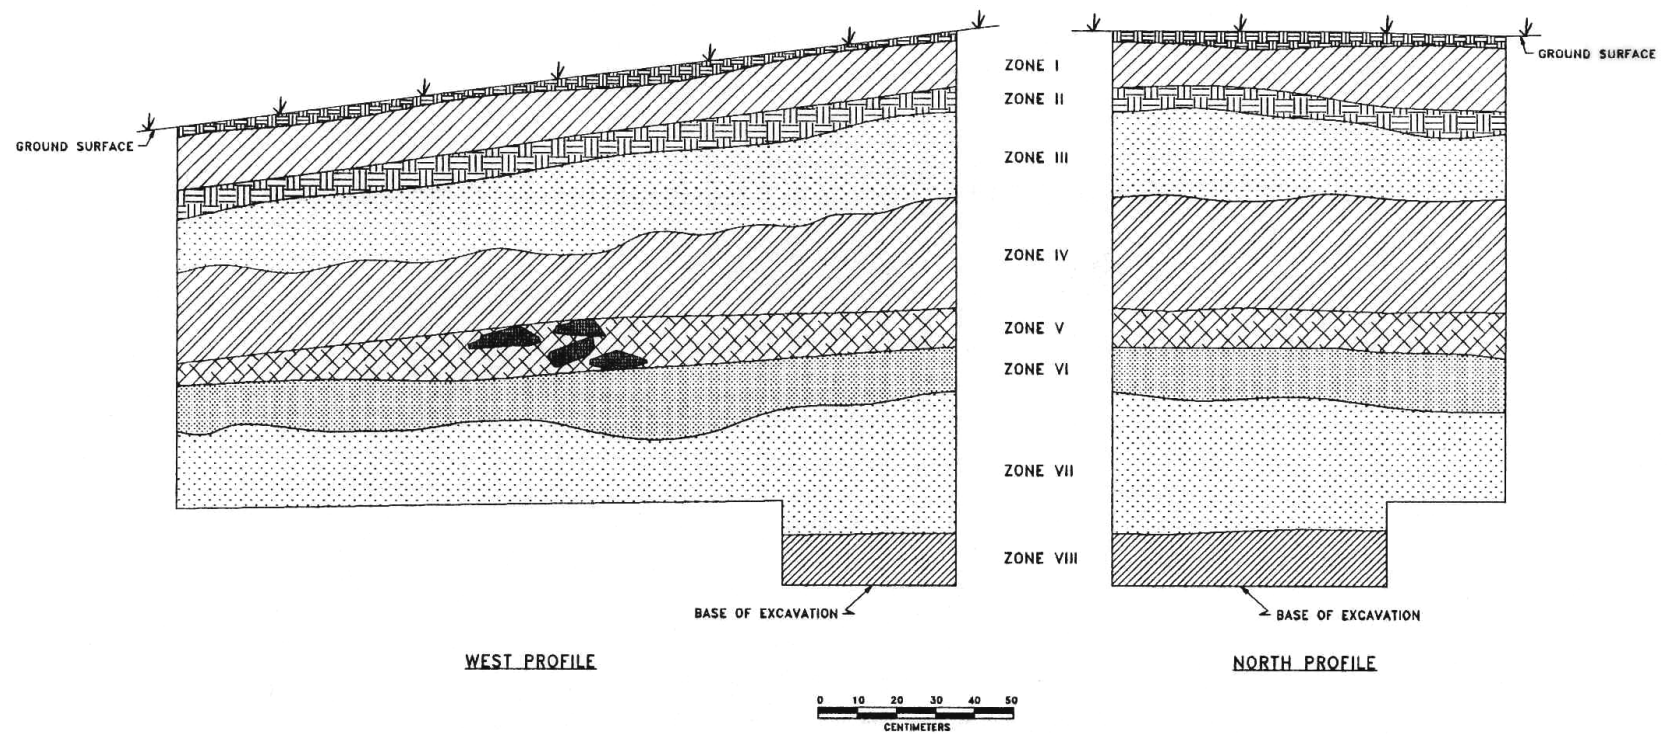 GROUND SURFACE
GROUND SURFACE
ZONE I
ZONE II
ZONE III
ZONE IV
ZONE V
ZONE VI
ZONE VII
ZONE VIII
BASE OF EXCAVATION
BASE OF EXCAVATION
WEST PROFILE
NORTH PROFILE
0 10 20 30 40 50
CENTIMETERS